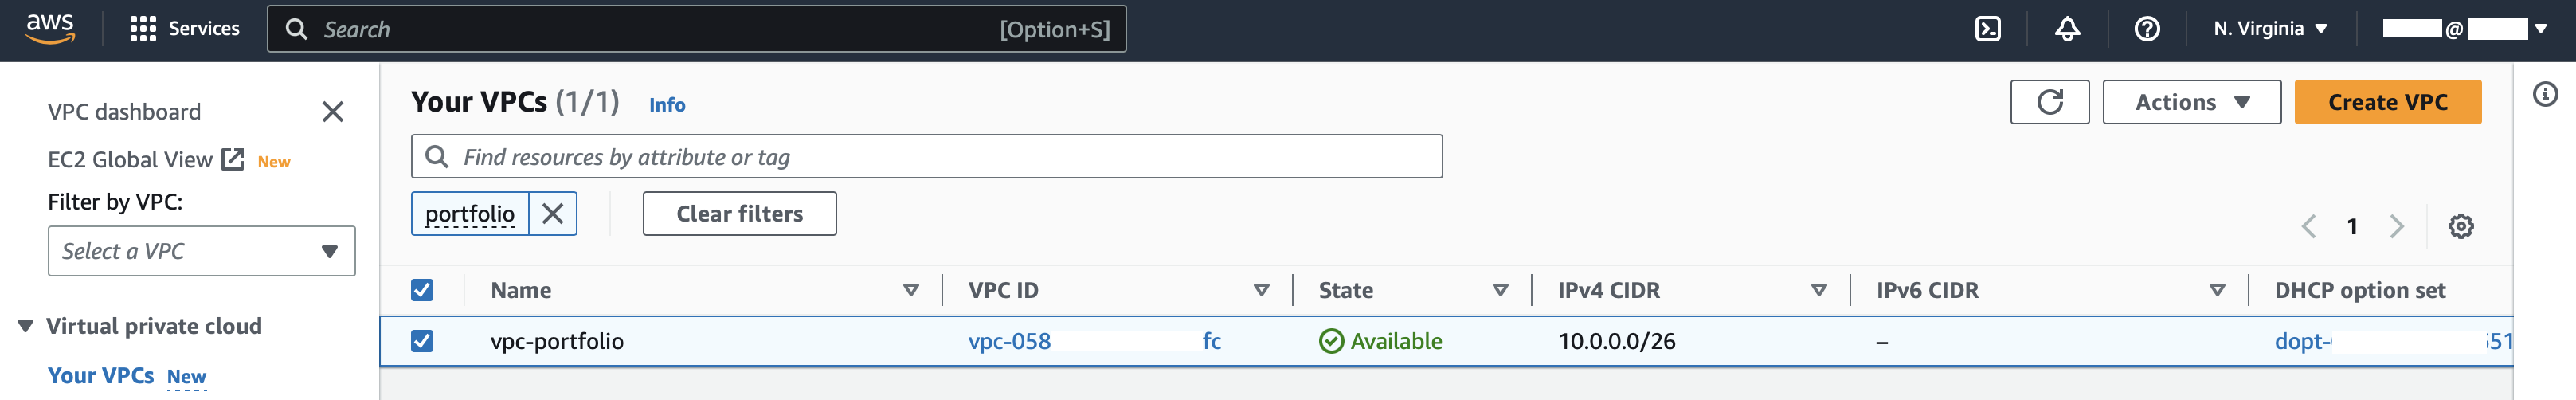 aws Services Search [Option+S] N. Virginia @
VPC dashboard
EC2 Global View New
Filter by VPC:
Select a VPC
Virtual private cloud
Your VPCs New
Your VPCs (1/1) Info Actions Create VPC
Find resources by attribute or tag
portfolio Clear filters
1
Name VPC ID State IPv4 CIDR IPv6 CIDR DHCP option set
vpc-portfolio vpc-058 fc Available 10.0.0.0/26 – dopt- 551